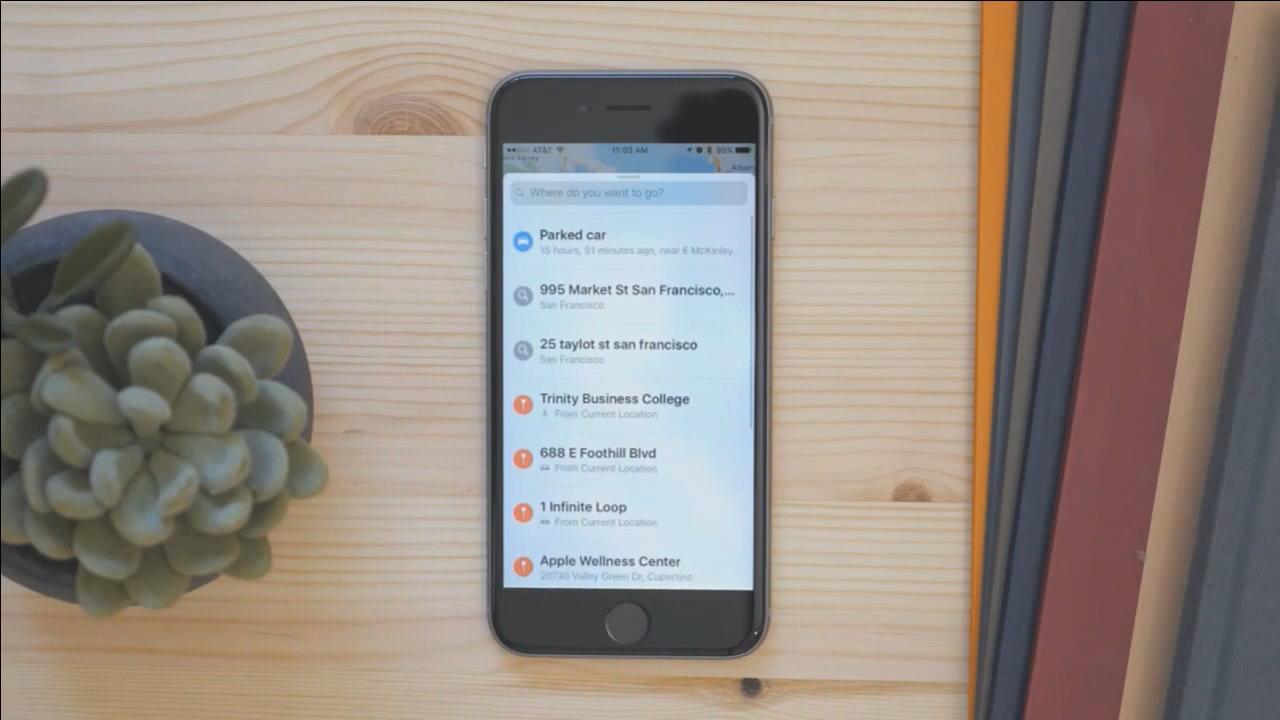 AT&T
11:03 AM
99%
Where do you want to go?
Parked car
15 hours, 51 minutes ago, near E McKinley...
995 Market St San Francisco,...
San Francisco
25 taylot st san francisco
San Francisco
Trinity Business College
From Current Location
688 E Foothill Blvd
From Current Location
1 Infinite Loop
From Current Location
Apple Wellness Center
20730 Valley Green Dr, Cupertino